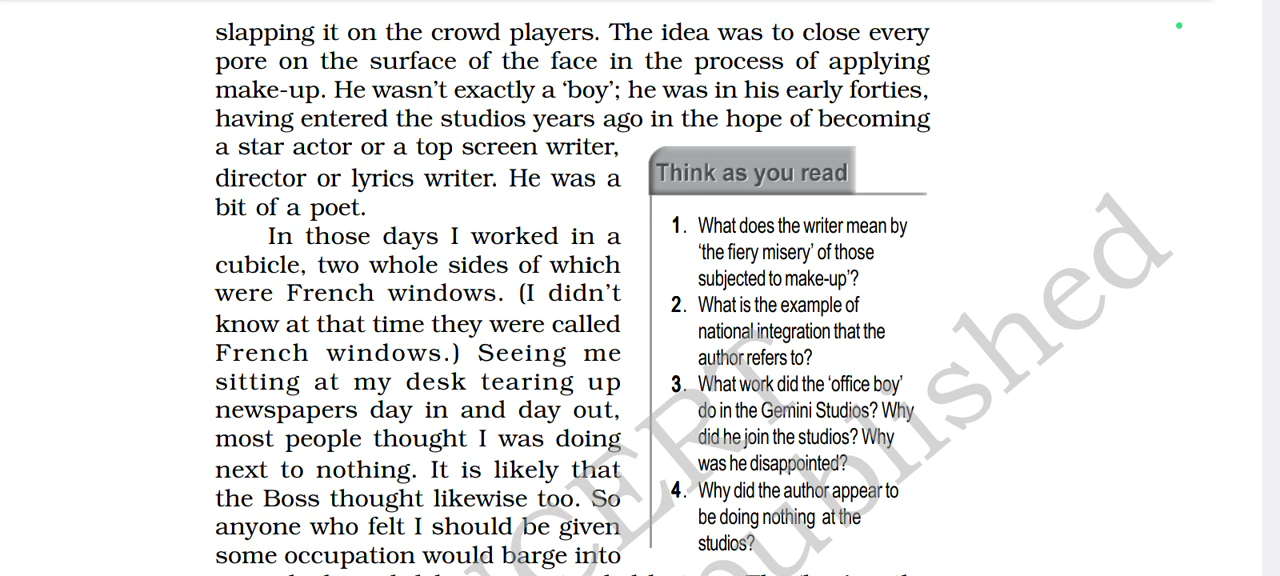 slapping it on the crowd players. The idea was to close every
pore on the surface of the face in the process of applying
make-up. He wasn't exactly a 'boy'; he was in his early forties,
having entered the studios years ago in the hope of becoming
a star actor or a top screen writer,
director or lyrics writer. He was a
bit of a poet.
In those days I worked in a
cubicle, two whole sides of which
were French windows. (I didn't
know at that time they were called
French windows.) Seeing me
sitting at my desk tearing up
newspapers day in and day out,
most people thought I was doing
next to nothing. It is likely that
the Boss thought likewise too. So
anyone who felt I should be given
some occupation would barge into
Think as you read
1. What does the writer mean by
'the fiery misery' of those
subjected to make-up'?
2. What is the example of
national integration that the
author refers to?
3. What work did the 'office boy'
do in the Gemini Studios? Why
did he join the studios? Why
was he disappointed?
4. Why did the author appear to
be doing nothing at the
studios?
NCERT
ublished